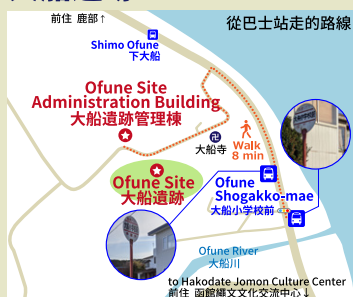 從巴士站走的路線
前往 鹿部↑
Shimo Ofune
下大船
Ofune Site
Administration Building
大船遺跡管理棟
卍
大船寺
Walk
8 min
Ofune Site
大船遺跡
Ofune
Shogakko-mae
大船小学校前
Ofune River
大船川
to Hakodate Jomon Culture Center
前往 函館縄文文化交流中心↓